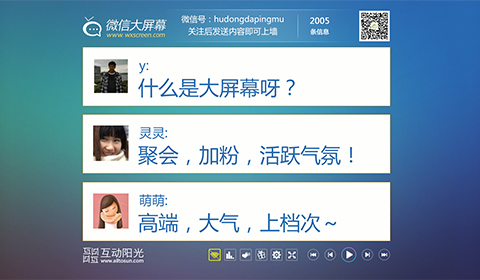 微信大屏幕
www.wxscreen.com
微信号：hudongdapingmu
关注后发送内容即可上墙
2005
条信息
y:
什么是大屏幕呀？
灵灵:
聚会，加粉，活跃气氛！
萌萌:
高端，大气，上档次～
互动阳光
www.alltosun.com